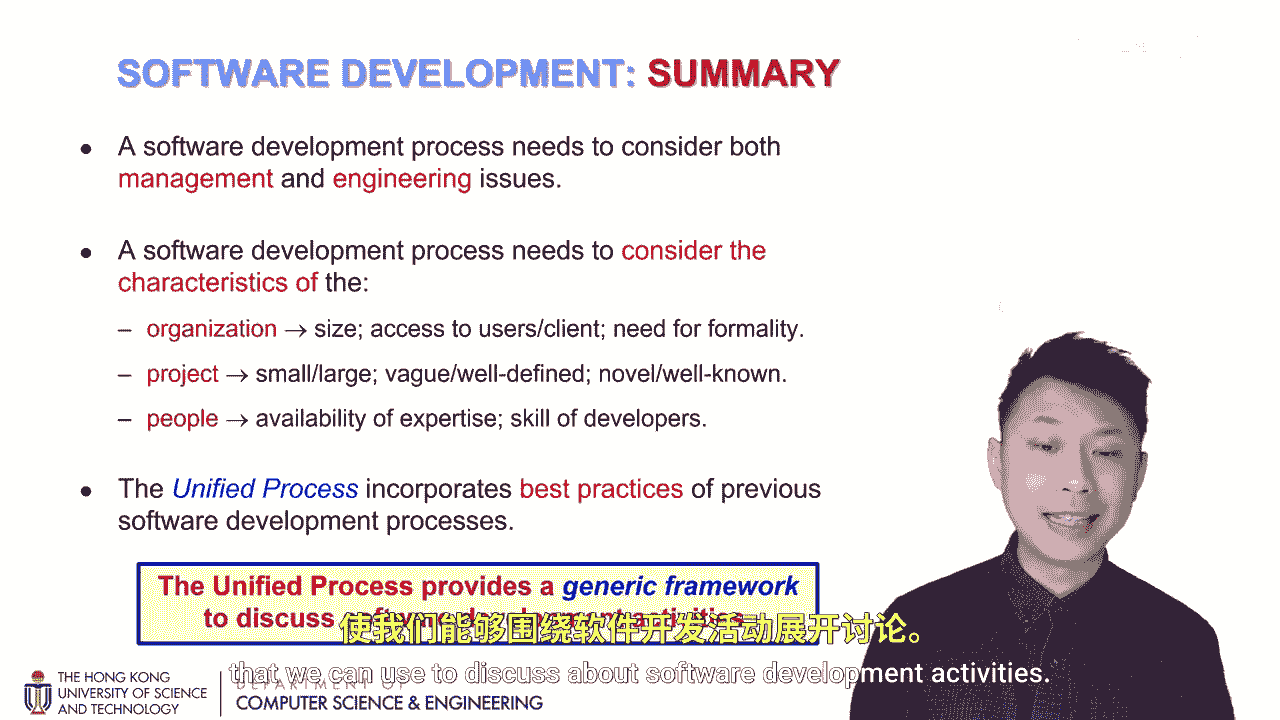 SOFTWARE DEVELOPMENT: SUMMARY
● A software development process needs to consider both
management and engineering issues.
● A software development process needs to consider the
characteristics of the:
– organization → size; access to users/client; need for formality.
– project → small/large; vague/well-defined; novel/well-known.
– people → availability of expertise; skill of developers.
● The Unified Process incorporates best practices of previous
software development processes.
The Unified Process provides a generic framework
to discuss software development activities.
使我们能够围绕软件开发活动展开讨论。
that we can use to discuss about software development activities.
THE HONG KONG
UNIVERSITY OF SCIENCE
AND TECHNOLOGY
DEPARTMENT OF
COMPUTER SCIENCE & ENGINEERING